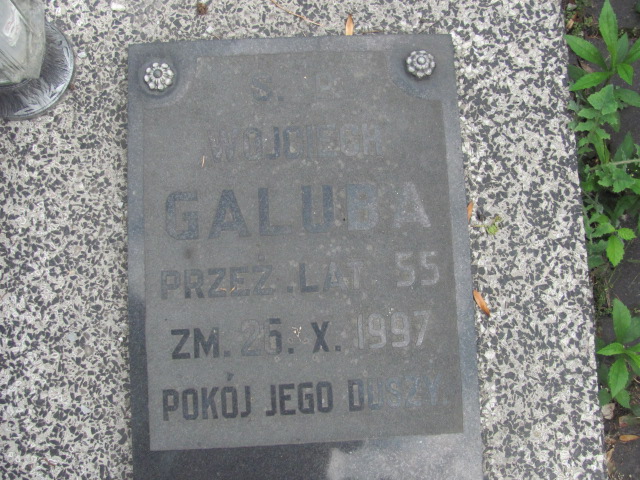 Ś. P.
WOJCIECH
GALUBA
PRZEŻ. LAT. 55
ZM. 26. X. 1997
POKÓJ JEGO DUSZY.